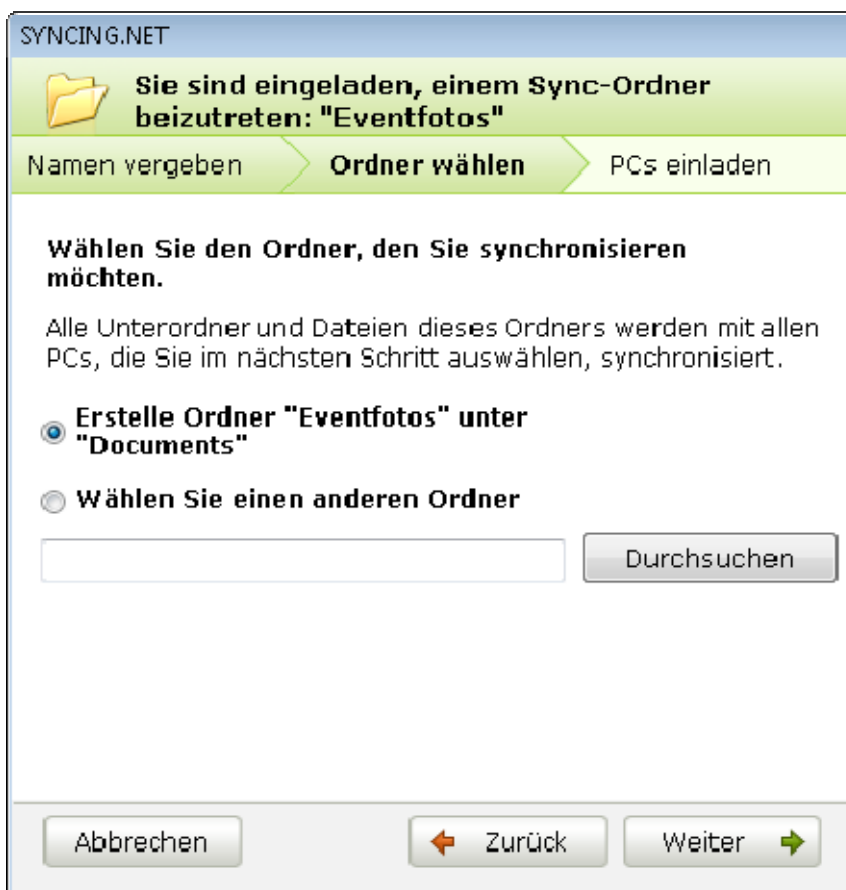 SYNCING.NET
Sie sind eingeladen, einem Sync-Ordner
beizutreten: "Eventfotos"
Namen vergeben
Ordner wählen
PCs einladen
Wählen Sie den Ordner, den Sie synchronisieren
möchten.
Alle Unterordner und Dateien dieses Ordners werden mit allen
PCs, die Sie im nächsten Schritt auswählen, synchronisiert.
Erstelle Ordner "Eventfotos" unter
"Documents"
Wählen Sie einen anderen Ordner
Durchsuchen
Abbrechen
Zurück
Weiter